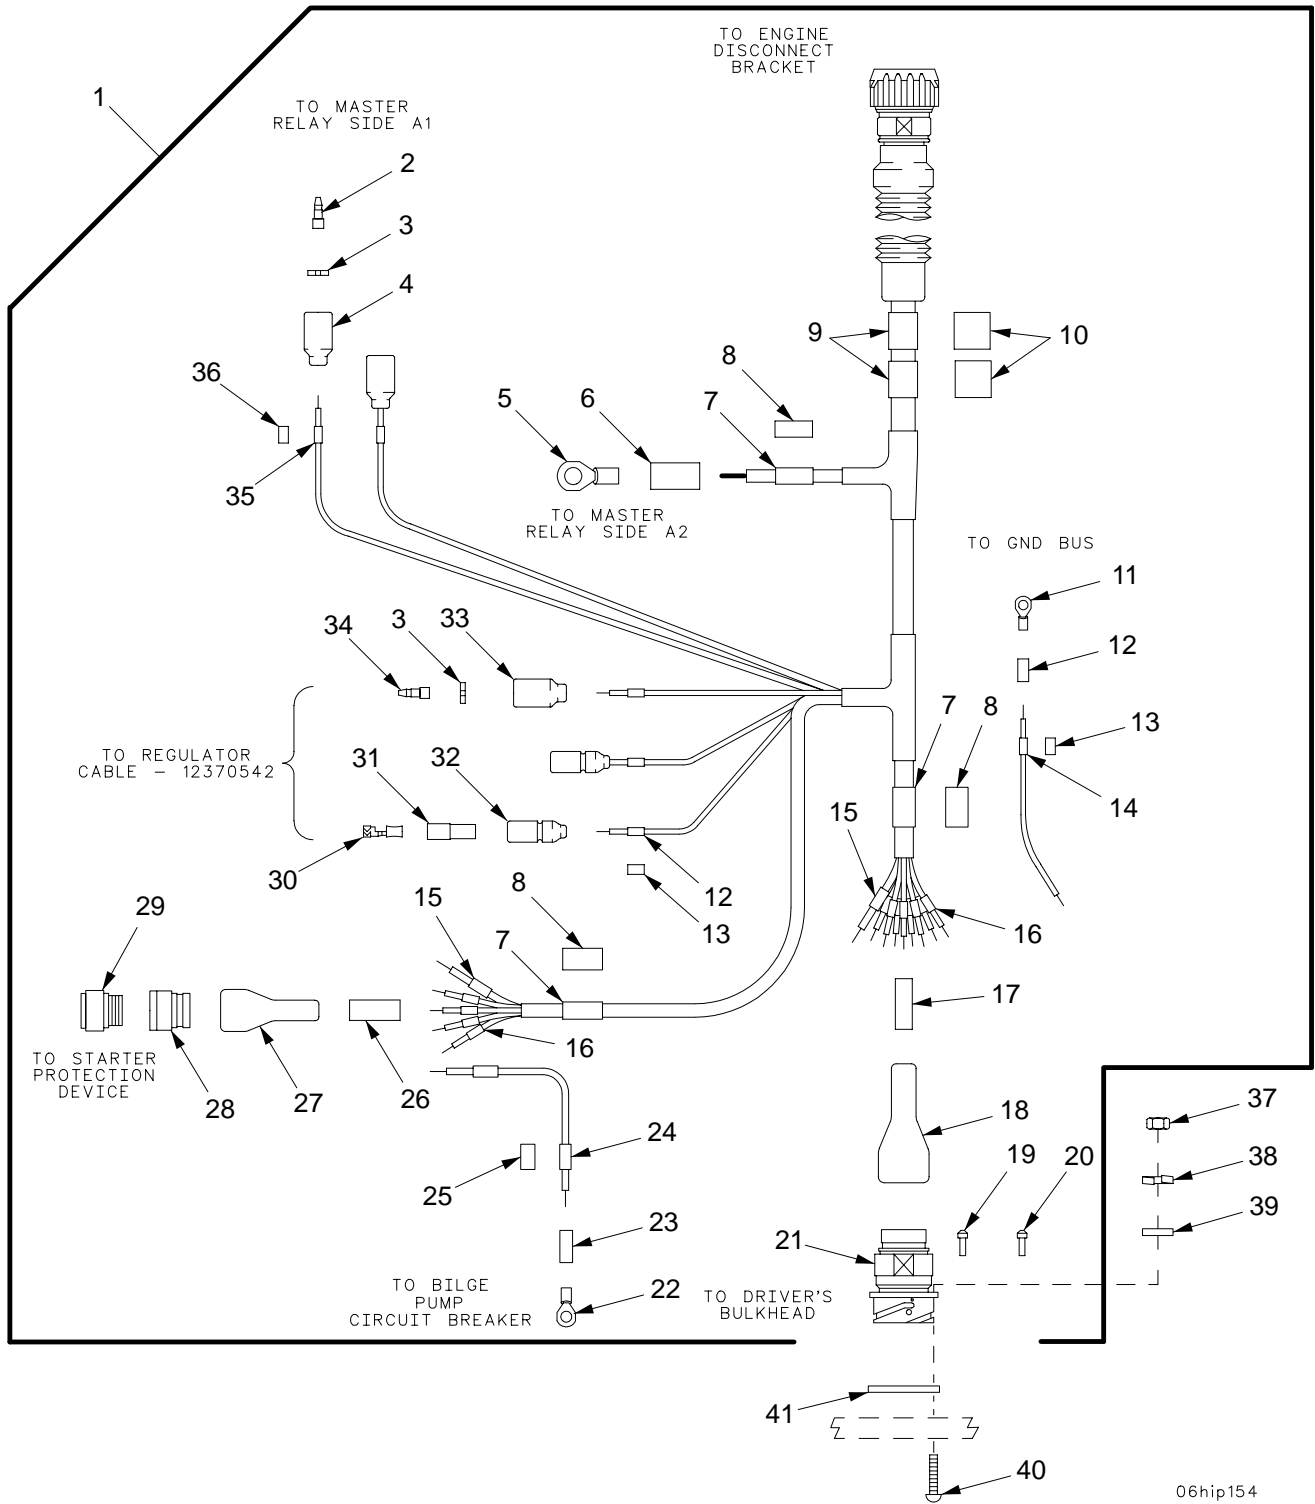 TO ENGINE
DISCONNECT
BRACKET
1
TO MASTER
RELAY SIDE A1
2
3
4
9
10
8
36
5
6
7
35
TO MASTER
RELAY SIDE A2
TO GND BUS
11
34
3
33
12
7
8
13
TO REGULATOR
CABLE - 12370542
31
32
15
14
30
8
12
13
29
15
7
16
17
16
TO STARTER
PROTECTION
DEVICE
28
27
26
18
37
24
19
20
38
25
39
23
21
TO BILGE
PUMP
CIRCUIT BREAKER
22
TO DRIVER'S
BULKHEAD
41
40
06hip154